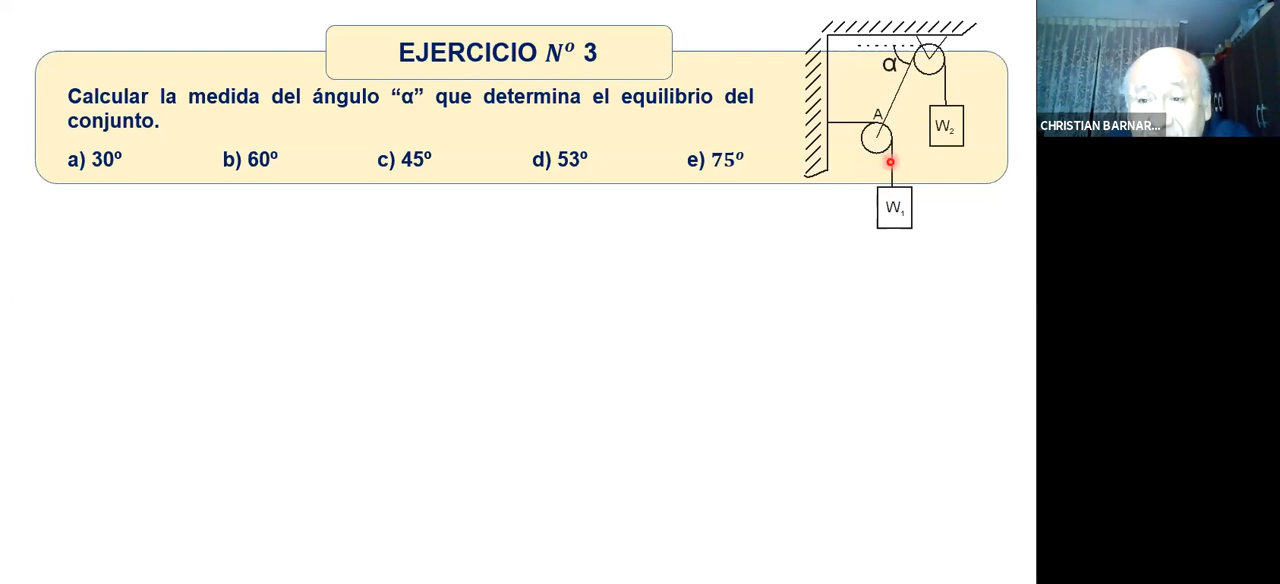 EJERCICIO Nº 3
Calcular la medida del ángulo “α” que determina el equilibrio del
conjunto.
a) 30º b) 60º c) 45º d) 53º e) 75º
α
A
W₂
W₁
CHRISTIAN BARNAR...